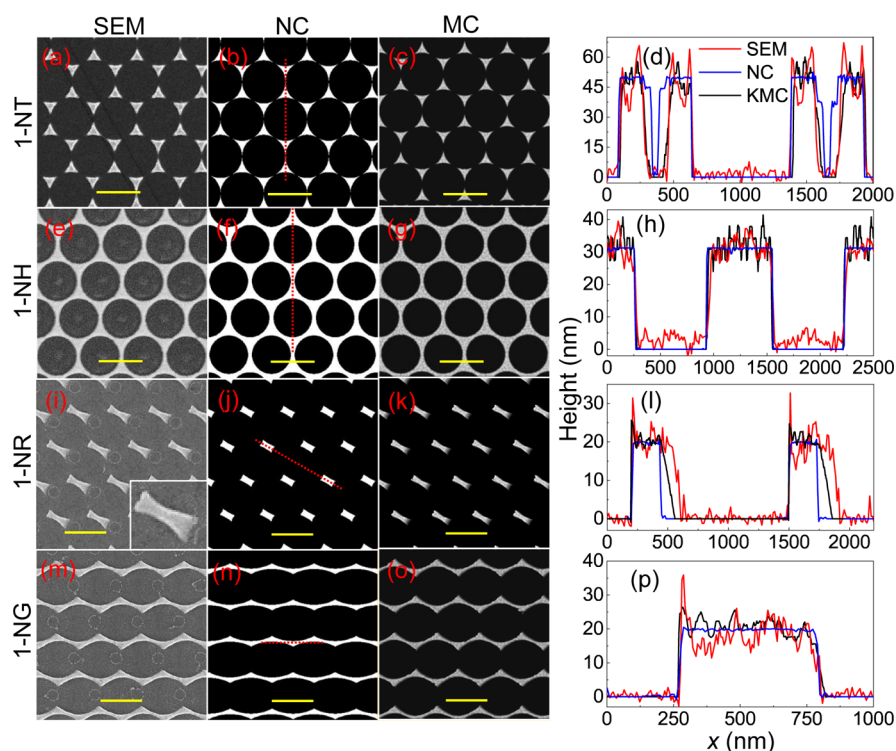 SEM NC MC
1-NT
(a) (b) (c) (d)
SEM
NC
KMC
60
45
30
15
0
0 500 1000 1500 2000
1-NH
(e) (f) (g) (h)
40
30
20
10
0
0 500 1000 1500 2000 2500
Height (nm)
1-NR
(i) (j) (k) (l)
30
20
10
0
0 500 1000 1500 2000
1-NG
(m) (n) (o) (p)
40
30
20
10
0
0 250 500 750 1000
x (nm)